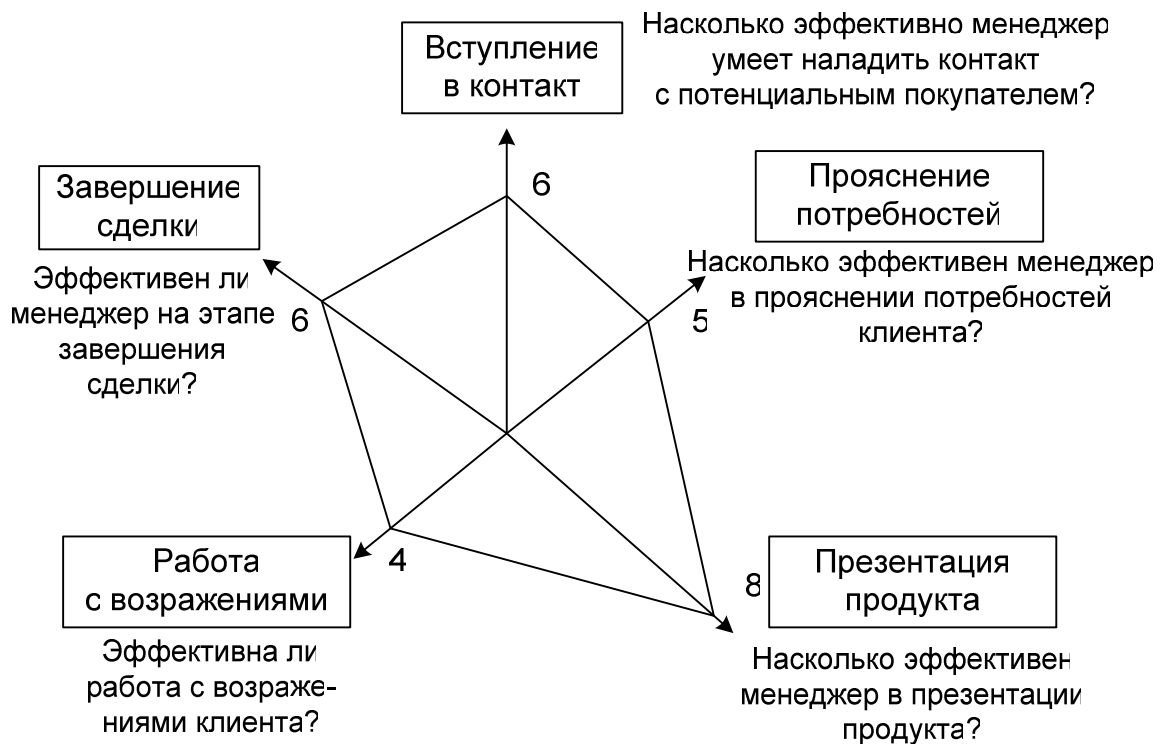 Вступление
в контакт
Насколько эффективно менеджер
умеет наладить контакт
с потенциальным покупателем?
6
Прояснение
потребностей
Насколько эффективен менеджер
в прояснении потребностей
клиента?
5
Завершение
сделки
Эффективен ли
менеджер на этапе
завершения
сделки?
6
Работа
с возражениями
4
Эффективна ли
работа с возраже-
ниями клиента?
8
Презентация
продукта
Насколько эффективен
менеджер в презентации
продукта?